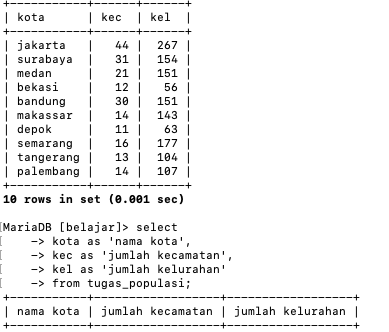 +-----------+------+------+
| kota      | kec  | kel  |
+-----------+------+------+
| jakarta   |   44 |  267 |
| surabaya  |   31 |  154 |
| medan     |   21 |  151 |
| bekasi    |   12 |   56 |
| bandung   |   30 |  151 |
| makassar  |   14 |  143 |
| depok     |   11 |   63 |
| semarang  |   16 |  177 |
| tangerang |   13 |  104 |
| palembang |   14 |  107 |
+-----------+------+------+
10 rows in set (0.001 sec)

[MariaDB [belajar]> select
[    -> kota as 'nama kota',
[    -> kec as 'jumlah kecamatan',
[    -> kel as 'jumlah kelurahan'
[    -> from tugas_populasi;
+-----------+------------------+------------------+
| nama kota | jumlah kecamatan | jumlah kelurahan |
+-----------+------------------+------------------+